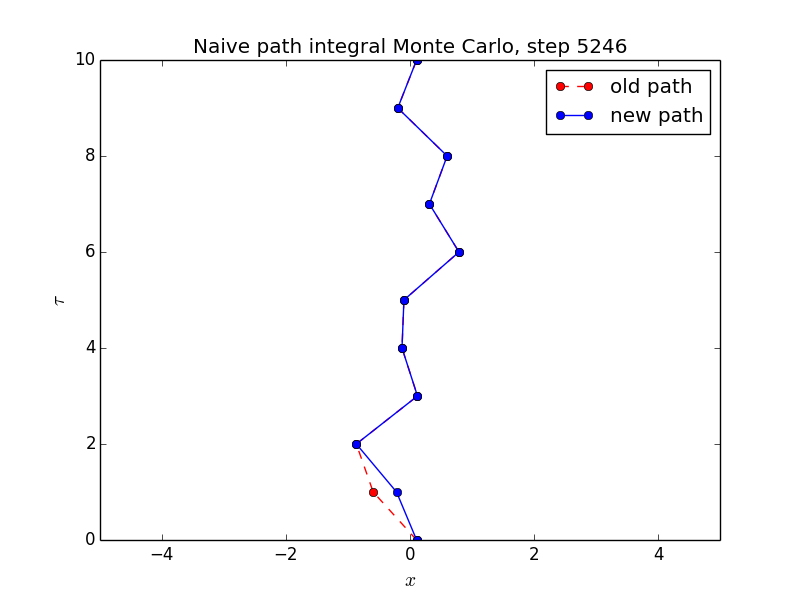 Naive path integral Monte Carlo, step 5246
old path
new path
10
8
6
4
2
0
τ
−4
−2
0
2
4
x